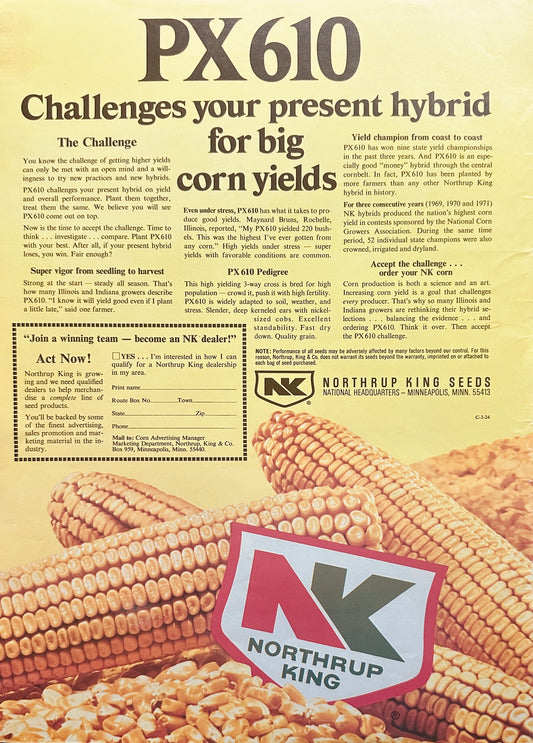 PX610
Challenges your present hybrid
for big
corn yields
The Challenge
You know the challenge of getting higher yields
can only be met with an open mind and a will-
ingness to try new practices and new hybrids.
PX610 challenges your present hybrid on yield
and overall performance. Plant them together,
treat them the same. We believe you will see
PX610 come out on top.
Now is the time to accept the challenge. Time to
think . . . investigate . . . compare. Plant PX610
with your best. After all, if your present hybrid
loses, you win. Fair enough?
Super vigor from seedling to harvest
Strong at the start — steady all season. That's
how many Illinois and Indiana growers describe
PX610. "I know it will yield good even if I plant
a little late," said one farmer.
Even under stress, PX610 has what it takes to pro-
duce good yields. Maynard Bruns, Rochelle,
Illinois, reported, "My PX610 yielded 220 bush-
els. This was the highest I've ever gotten from
any corn." High yields under stress — super
yields with favorable conditions are common.
PX610 Pedigree
This high yielding 3-way cross is bred for high
population — crowd it, push it with high fertility.
PX610 is widely adapted to soil, weather, and
stress. Slender, deep kerneled ears with nickel-
sized cobs. Excellent
standability. Fast dry
down. Quality grain.
Yield champion from coast to coast
PX610 has won nine state yield championships
in the past three years. And PX610 is an espe-
cially good "money" hybrid through the central
cornbelt. In fact, PX610 has been planted by
more farmers than any other Northrup King
hybrid in history.
For three consecutive years (1969, 1970 and 1971)
NK hybrids produced the nation's highest corn
yield in contests sponsored by the National Corn
Growers Association. During the same time
period, 52 individual state champions were also
crowned, irrigated and dryland.
Accept the challenge . . .
order your NK corn
Corn production is both a science and an art.
Increasing corn yield is a goal that challenges
every producer. That's why so many Illinois and
Indiana growers are rethinking their hybrid se-
lections . . . balancing the evidence . . . and
ordering PX610. Think it over. Then accept
the PX610 challenge.
"Join a winning team — become an NK dealer!"
Act Now!
Northrup King is grow-
ing and we need qualified
dealers to help merchan-
dise a complete line of
seed products.
You'll be backed by some
of the finest advertising,
sales promotion and mar-
keting material in the in-
dustry.
YES . . . I'm interested in how I can
qualify for a Northrup King dealership
in my area.
Print name
Route Box No. Town
State Zip
Phone
Mail to: Corn Advertising Manager
Marketing Department, Northrup, King & Co.
Box 959, Minneapolis, Minn. 55440.
NOTE: Performance of all seeds may be adversely affected by many factors beyond our control. For this
reason, Northrup, King & Co. does not warrant its seeds beyond the warranty, imprinted on or attached to
each bag of seed purchased.
NK
NORTHRUP KING SEEDS
NATIONAL HEADQUARTERS – MINNEAPOLIS, MINN. 55413
C-3-24
NK
NORTHRUP
KING
®